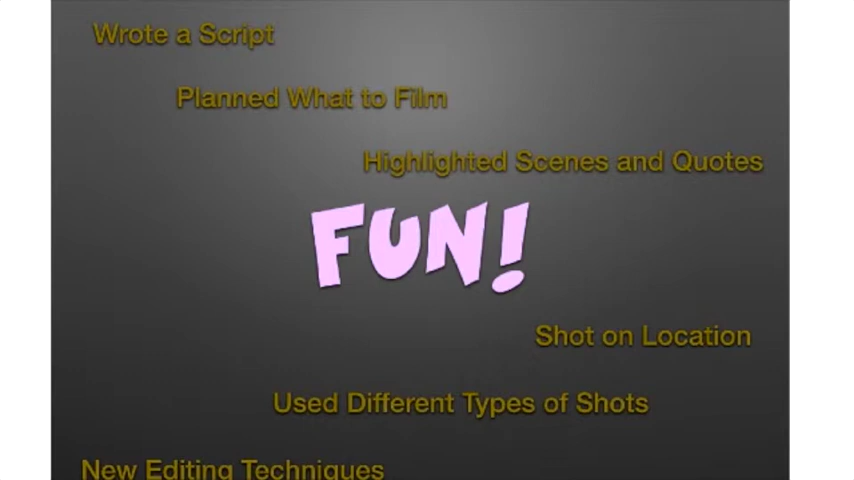 Wrote a Script
Planned What to Film
Highlighted Scenes and Quotes
FUN!
Shot on Location
Used Different Types of Shots
New Editing Techniques